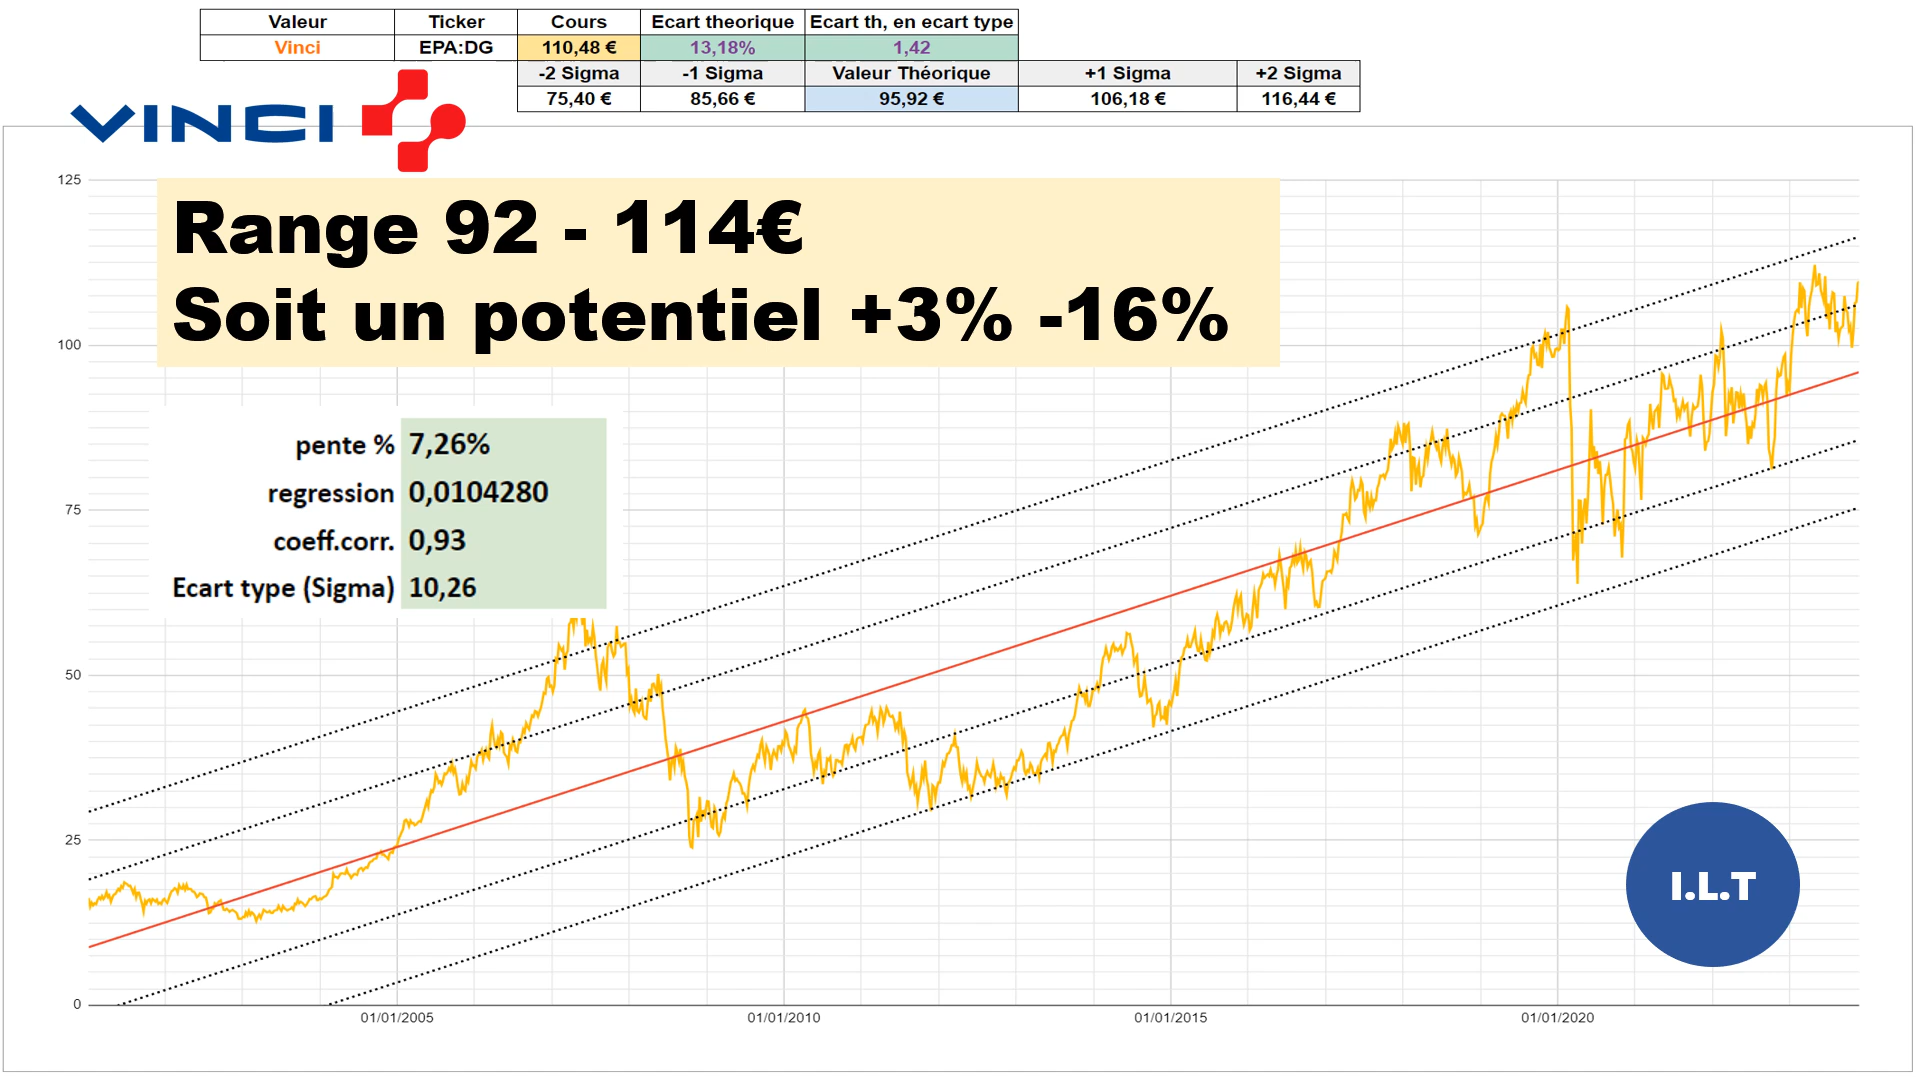 Valeur Ticker Cours Ecart theorique Ecart th, en ecart type
Vinci EPA:DG 110,48 € 13,18% 1,42
-2 Sigma -1 Sigma Valeur Théorique +1 Sigma +2 Sigma
75,40 € 85,66 € 95,92 € 106,18 € 116,44 €
VINCI
Range 92 - 114€
Soit un potentiel +3% -16%
pente % 7,26%
regression 0,0104280
coeff.corr. 0,93
Ecart type (Sigma) 10,26
125
100
75
50
25
0
01/01/2005 01/01/2010 01/01/2015 01/01/2020
I.L.T